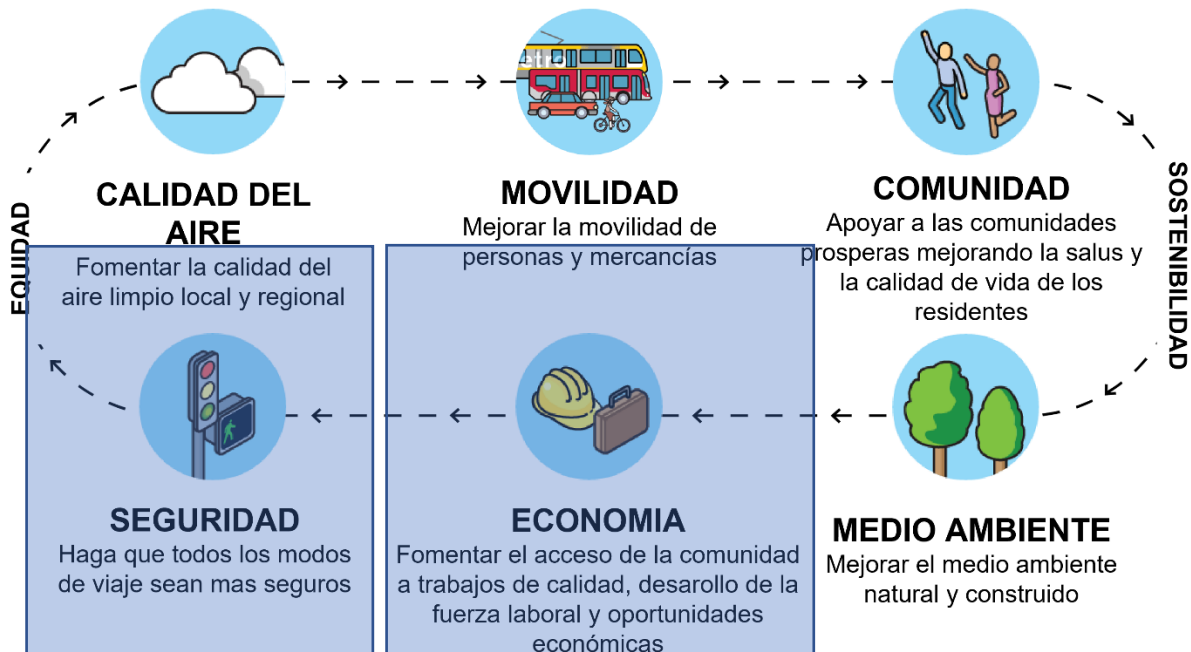 etro
CALIDAD DEL
AIRE
Fomentar la calidad del
aire limpio local y regional
MOVILIDAD
Mejorar la movilidad de
personas y mercancías
COMUNIDAD
Apoyar a las comunidades
prosperas mejorando la salus y
la calidad de vida de los
residentes
SOSTENIBILIDAD
MEDIO AMBIENTE
Mejorar el medio ambiente
natural y construido
ECONOMIA
Fomentar el acceso de la comunidad
a trabajos de calidad, desarollo de la
fuerza laboral y oportunidades
económicas
SEGURIDAD
Haga que todos los modos
de viaje sean mas seguros
EQUIDAD